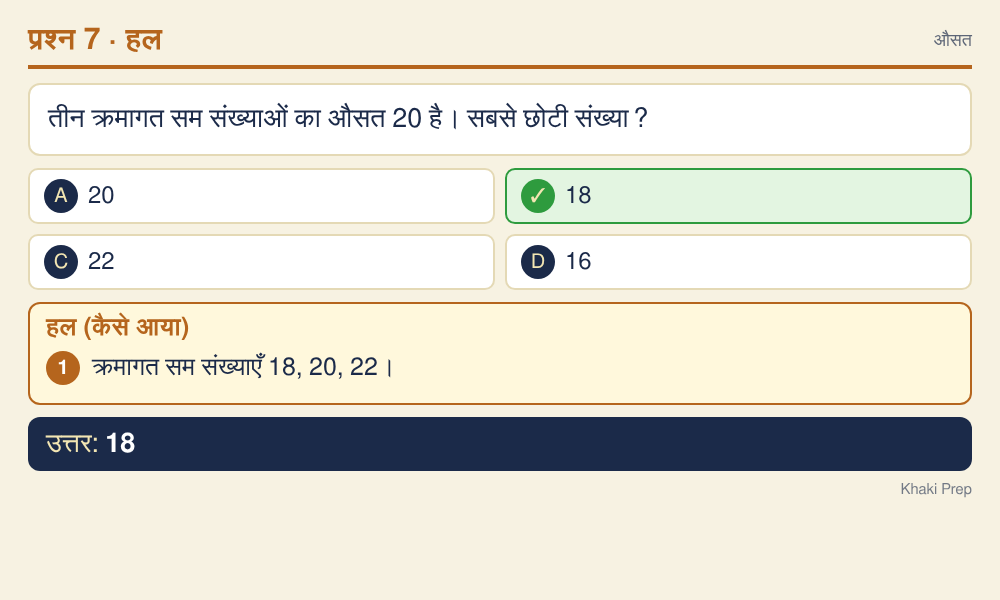 प्रश्न 7 · हल
औसत
तीन क्रमागत सम संख्याओं का औसत 20 है। सबसे छोटी संख्या ?
A 20
✓ 18
C 22
D 16
हल (कैसे आया)
1 क्रमागत सम संख्याएँ 18, 20, 22।
उत्तर: 18
Khaki Prep